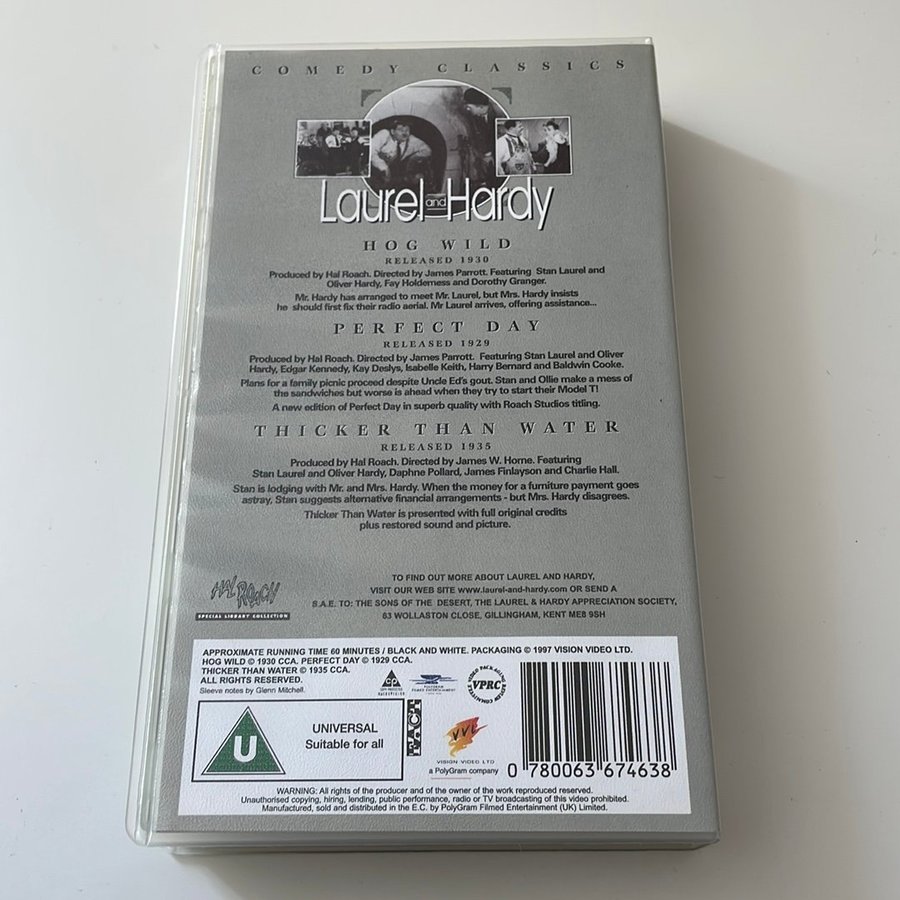 COMEDY CLASSICS
Laurel and Hardy
HOG WILD
RELEASED 1930
Produced by Hal Roach. Directed by James Parrott. Featuring Stan Laurel and
Oliver Hardy, Fay Holderness and Dorothy Granger.
Mr. Hardy has arranged to meet Mr. Laurel, but Mrs. Hardy insists
he should first fix their radio aerial. Mr Laurel arrives, offering assistance...
PERFECT DAY
RELEASED 1929
Produced by Hal Roach. Directed by James Parrott. Featuring Stan Laurel and Oliver
Hardy, Edgar Kennedy, Kay Deslys, Isabelle Keith, Harry Bernard and Baldwin Cooke.
Plans for a family picnic proceed despite Uncle Ed's gout. Stan and Ollie make a mess of
the sandwiches but worse is ahead when they try to start their Model T!
A new edition of Perfect Day in superb quality with Roach Studios titling.
THICKER THAN WATER
RELEASED 1935
Produced by Hal Roach. Directed by James W. Horne. Featuring
Stan Laurel and Oliver Hardy, Daphne Pollard, James Finlayson and Charlie Hall.
Stan is lodging with Mr. and Mrs. Hardy. When the money for a furniture payment goes
astray, Stan suggests alternative financial arrangements - but Mrs. Hardy disagrees.
Thicker Than Water is presented with full original credits
plus restored sound and picture.
HAL ROACH
SPECIAL LIBRARY COLLECTION
TO FIND OUT MORE ABOUT LAUREL AND HARDY,
VISIT OUR WEB SITE www.laurel-and-hardy.com OR SEND A
S.A.E. TO: THE SONS OF THE DESERT, THE LAUREL & HARDY APPRECIATION SOCIETY,
63 WOLLASTON CLOSE, GILLINGHAM, KENT ME8 9SH
APPROXIMATE RUNNING TIME 60 MINUTES / BLACK AND WHITE. PACKAGING © 1997 VISION VIDEO LTD.
HOG WILD © 1930 CCA. PERFECT DAY © 1929 CCA.
THICKER THAN WATER © 1935 CCA.
ALL RIGHTS RESERVED.
Sleeve notes by Glenn Mitchell.
POLYGRAM
FILMED ENTERTAINMENT
VIDEO PACKAGING REVIEW COMMITTEE
VPRC
U
UNIVERSAL
Suitable for all
FACT
VVL
VISION VIDEO LTD
a PolyGram company
0 780063 674638
WARNING: All rights of the producer and of the owner of the work reproduced reserved.
Unauthorised copying, hiring, lending, public performance, radio or TV broadcasting of this video prohibited.
Manufactured, sold and distributed in the E.C. by PolyGram Filmed Entertainment (UK) Limited.